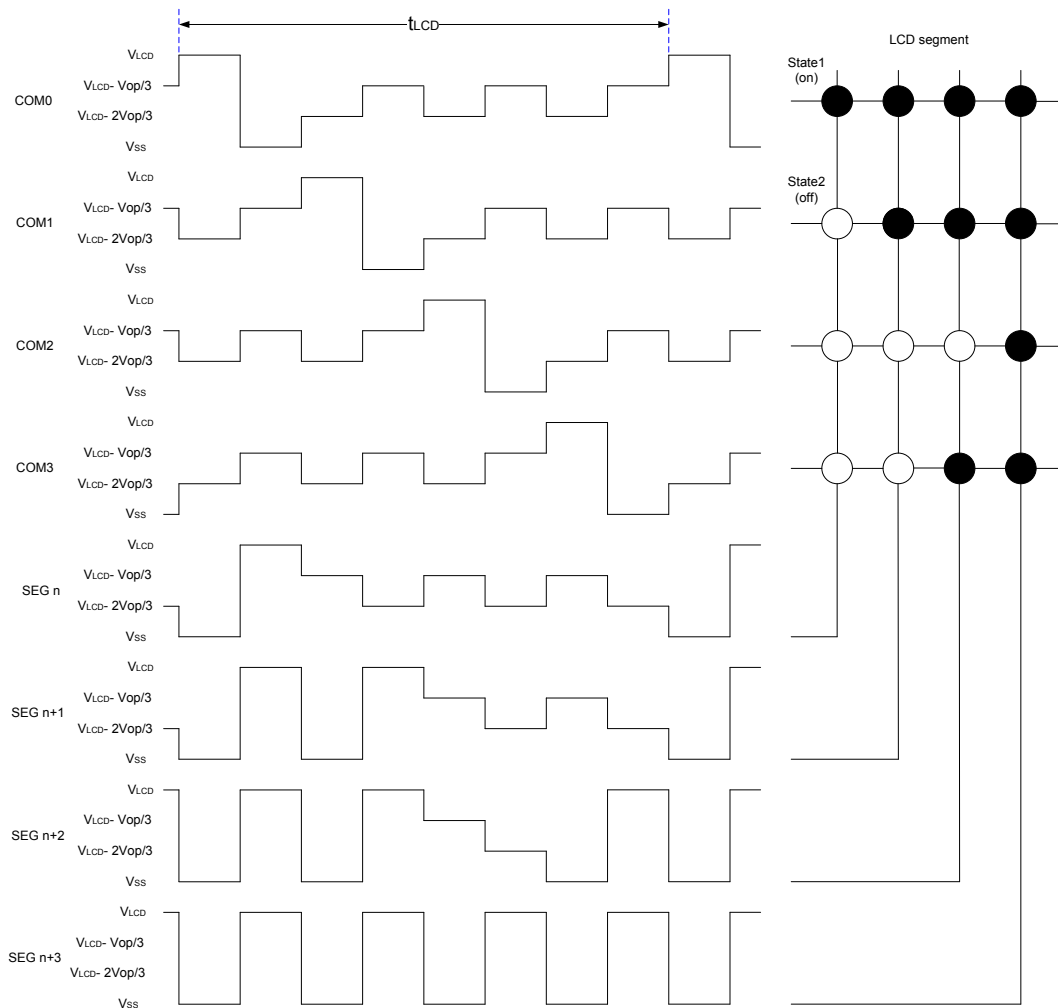 tLCD
LCD segment
State1
(on)
State2
(off)
COM0
VLCD
VLCD- Vop/3
VLCD- 2Vop/3
VSS
COM1
VLCD
VLCD- Vop/3
VLCD- 2Vop/3
VSS
COM2
VLCD
VLCD- Vop/3
VLCD- 2Vop/3
VSS
COM3
VLCD
VLCD- Vop/3
VLCD- 2Vop/3
VSS
SEG n
VLCD
VLCD- Vop/3
VLCD- 2Vop/3
VSS
SEG n+1
VLCD
VLCD- Vop/3
VLCD- 2Vop/3
VSS
SEG n+2
VLCD
VLCD- Vop/3
VLCD- 2Vop/3
VSS
SEG n+3
VLCD
VLCD- Vop/3
VLCD- 2Vop/3
VSS